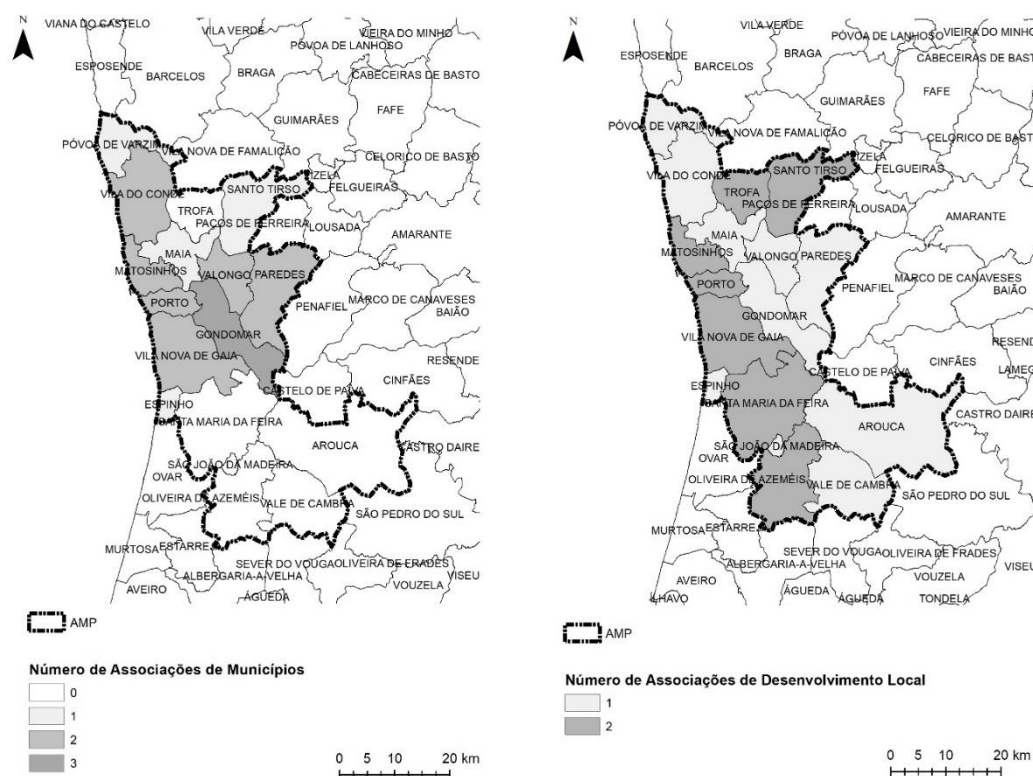 N
VIANA DO CASTELO
VILA VERDE
VIEIRA DO MINHO
PÓVOA DE LANHOSO
ESPOSENDE
BARCELOS
BRAGA
CABECEIRAS DE BASTO
FAFE
GUIMARÃES
PÓVOA DE VARZIM
VILA NOVA DE FAMALICÃO
CELORICO DE BASTO
VILA DO CONDE
SANTO TIRSO
FELGUEIRAS
TROFA
PAÇOS DE FERREIRA
LOUSADA
AMARANTE
MAIA
MATOSINHOS
VALONGO
PAREDES
PORTO
PENAFIEL
MARCO DE CANAVESES
BAIÃO
GONDOMAR
VILA NOVA DE GAIA
RESENDE
CINFÃES
CASTELO DE PAIVA
ESPINHO
SANTA MARIA DA FEIRA
AROUCA
CASTRO DAIRE
SÃO JOÃO DA MADEIRA
OVAR
OLIVEIRA DE AZEMÉIS
VALE DE CAMBRA
SÃO PEDRO DO SUL
MURTOSA
ESTARRE
SEVER DO VOUGA
OLIVEIRA DE FRADES
ALBERGARIA-A-VELHA
VISEU
AVEIRO
VOUZELA
ÁGUEDA
AMP
Número de Associações de Municípios
0
1
2
3
0 5 10 20 km
N
VILA VERDE
VIEIRA DO MINHO
PÓVOA DE LANHOSO
ESPOSENDE
BRAGA
CABECEIRAS DE BAS
BARCELOS
FAFE
GUIMARÃES
PÓVOA DE VARZIM
VILA NOVA DE FAMALICÃO
CELORICO DE BAST
SANTO TIRSO
VILA DO CONDE
FELGUEIRAS
TROFA
PAÇOS DE FERREIRA
LOUSADA
AMARANTE
MAIA
MATOSINHOS
VALONGO
PAREDES
MARCO DE CANAVESES
PORTO
PENAFIEL
BAIÃO
GONDOMAR
VILA NOVA DE GAIA
RESEND
CINFÃES
LAMEG
CASTELO DE PAIVA
ESPINHO
SANTA MARIA DA FEIRA
CASTRO DAIRE
AROUCA
SÃO JOÃO DA MADEIRA
OVAR
OLIVEIRA DE AZEMÉIS
VALE DE CAMBRA
SÃO PEDRO DO SUL
MURTOSA
ESTARRE
SEVER DO VOUGA
OLIVEIRA DE FRADES
ALBERGARIA-A-VELHA
VISEU
AVEIRO
VOUZELA
ÍLHAVO
ÁGUEDA
TONDELA
AMP
Número de Associações de Desenvolvimento Local
1
2
0 5 10 20 km